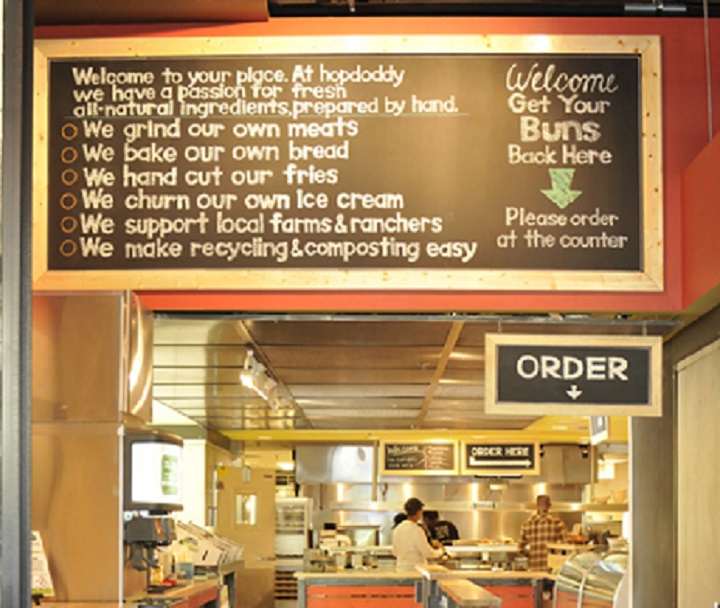 Welcome to your place. At hopdoddy
we have a passion for fresh
all-natural ingredients, prepared by hand.
We grind our own meats
We bake our own bread
We hand cut our fries
We churn our own ice cream
We support local farms & ranchers
We make recycling & composting easy
Welcome
Get Your
Buns
Back Here
Please order
at the counter
ORDER
Welcome
ORDER HERE